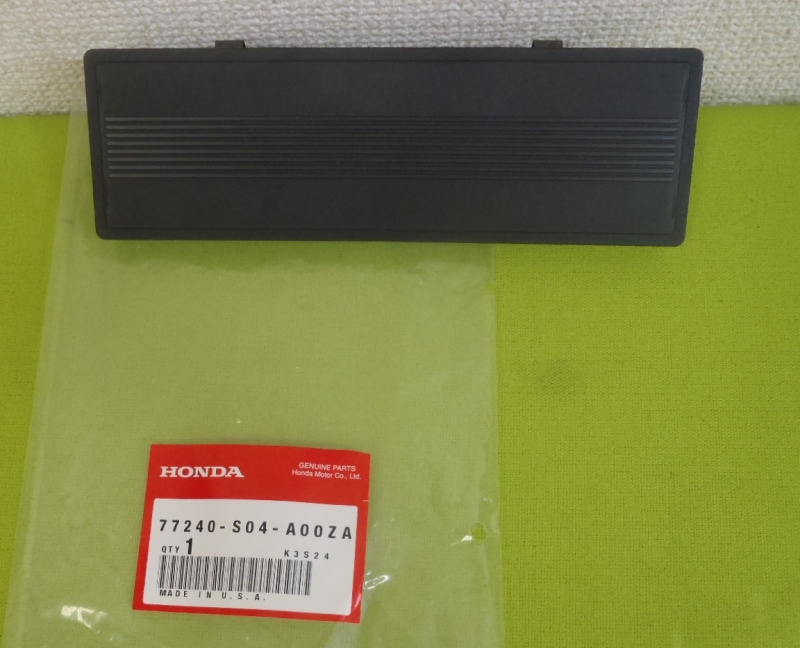 HONDA
GENUINE PARTS
Honda Motor Co., Ltd.
77240-S04-A00ZA
QTY 1
K3S24
MADE IN U.S.A.